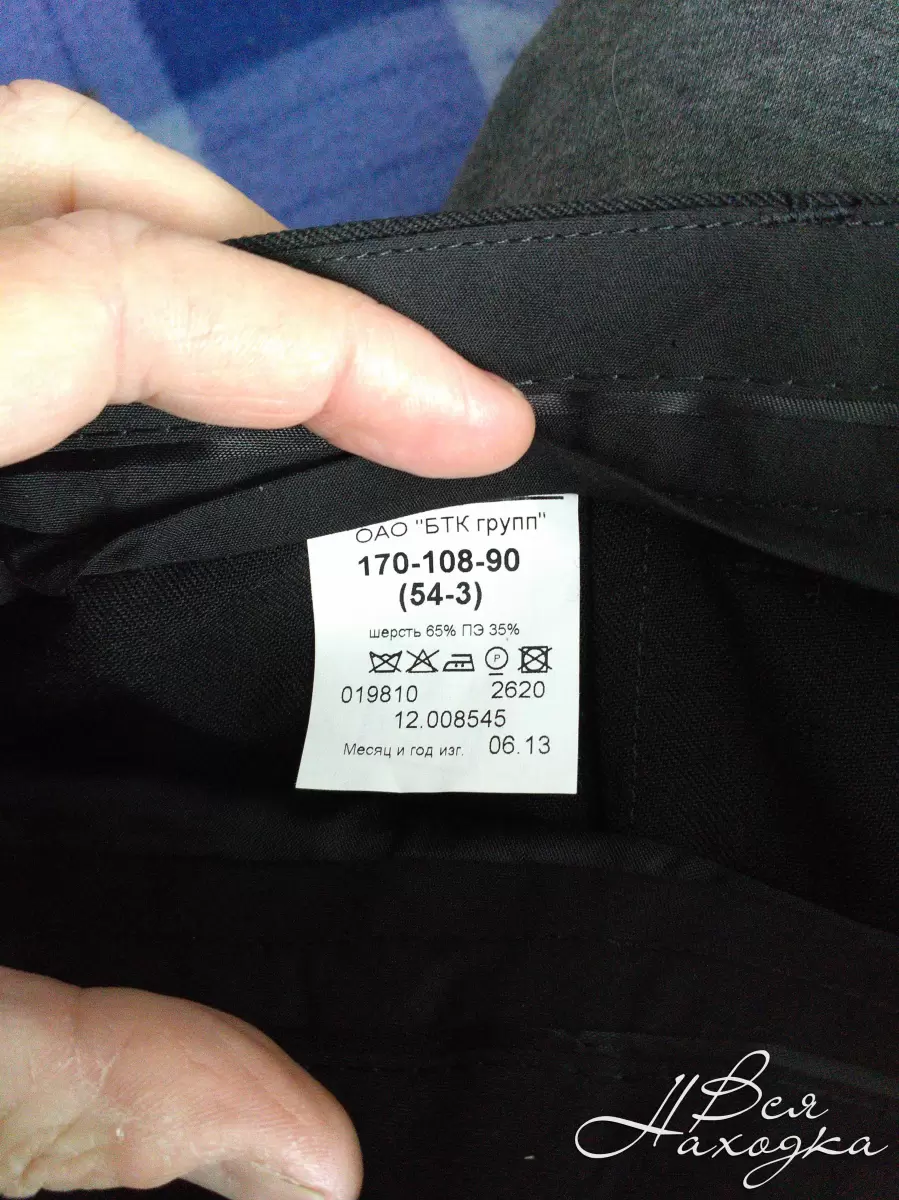 ОАО "БТК групп"
170-108-90
(54-3)
шерсть 65% ПЭ 35%
P
019810 2620
12.008545
Месяц и год изг. 06.13
Вся
Находка